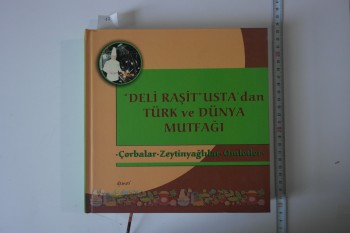 "DELİ RAŞİT" USTA'dan
TÜRK ve DÜNYA
MUTFAĞI
-Çorbalar-Zeytinyağlılar